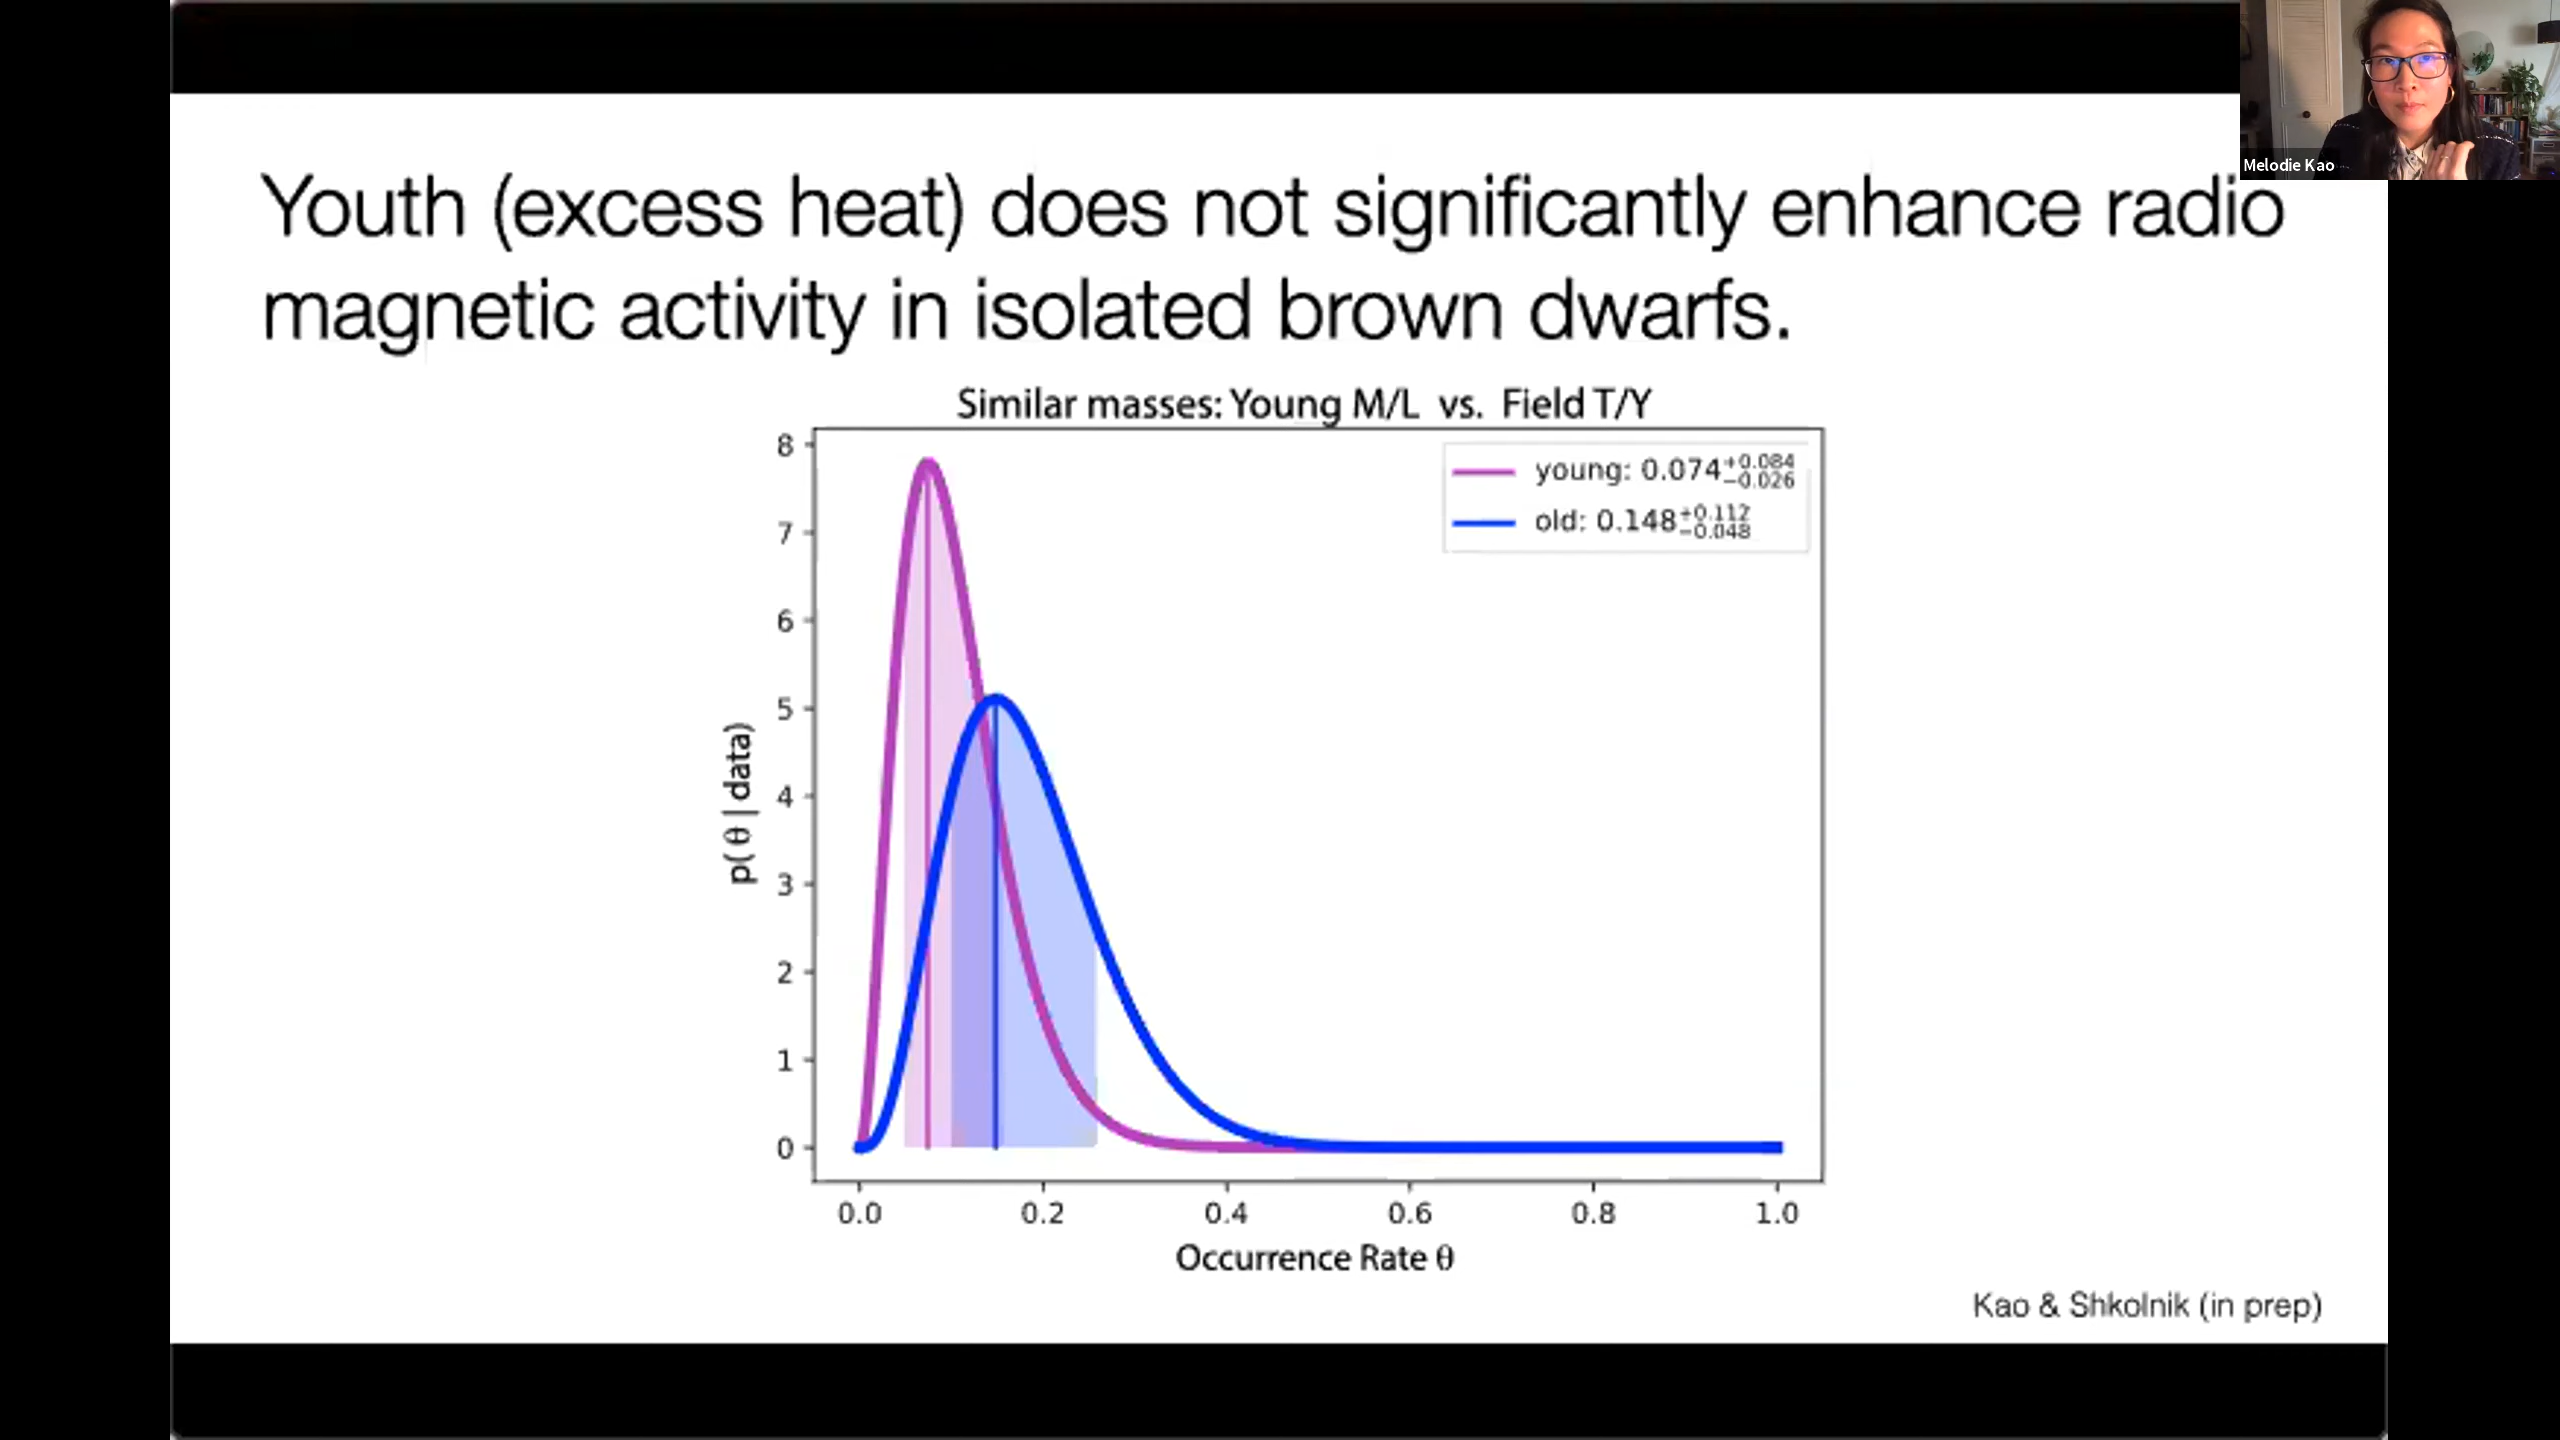 Melodie Kao
Youth (excess heat) does not significantly enhance radio
magnetic activity in isolated brown dwarfs.
Similar masses: Young M/L vs. Field T/Y
young: 0.074 +0.084 −0.026
old: 0.148 +0.112 −0.048
8
7
6
5
4
3
2
1
0
p( θ | data)
0.0 0.2 0.4 0.6 0.8 1.0
Occurrence Rate θ
Kao & Shkolnik (in prep)